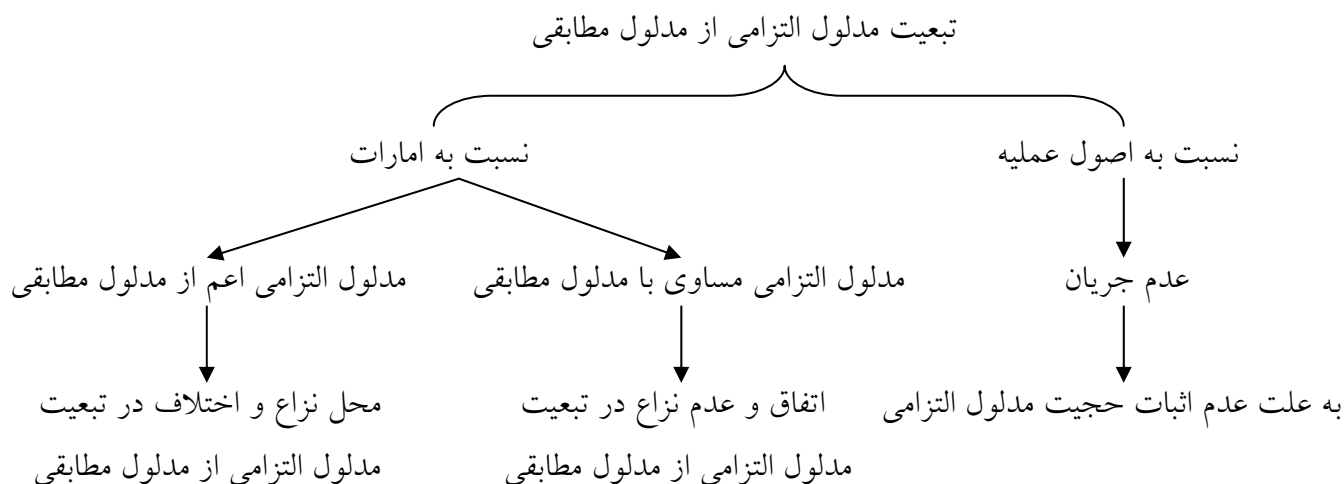 تبعیت مدلول التزامی از مدلول مطابقی
نسبت به اصول عملیه
نسبت به امارات
عدم جریان
مدلول التزامی مساوی با مدلول مطابقی
مدلول التزامی اعم از مدلول مطابقی
به علت عدم اثبات حجیت مدلول التزامی
اتفاق و عدم نزاع در تبعیت
مدلول التزامی از مدلول مطابقی
محل نزاع و اختلاف در تبعیت
مدلول التزامی از مدلول مطابقی